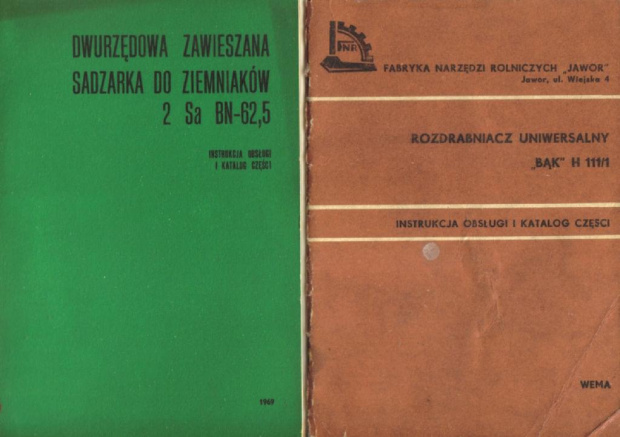 DWURZĘDOWA ZAWIESZANA
SADZARKA DO ZIEMNIAKÓW
2 Sa BN-62,5
INSTRUKCJA OBSŁUGI
I KATALOG CZĘŚCI
1969
FNR
FABRYKA NARZĘDZI ROLNICZYCH „JAWOR"
Jawor, ul. Wiejska 4
ROZDRABNIACZ UNIWERSALNY
„BĄK" H 111/1
INSTRUKCJA OBSŁUGI I KATALOG CZĘŚCI
WEMA